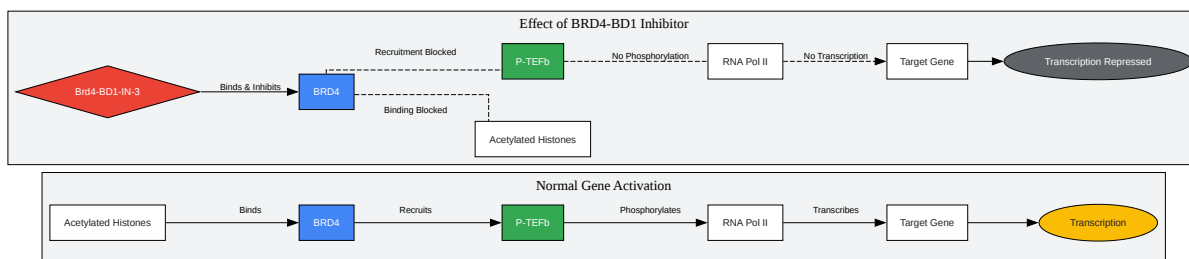 Effect of BRD4-BD1 Inhibitor
Recruitment Blocked
P-TEFb
No Phosphorylation
RNA Pol II
No Transcription
Target Gene
Transcription Repressed
Brd4-BD1-IN-3
Binds & Inhibits
BRD4
Binding Blocked
Acetylated Histones
Normal Gene Activation
Acetylated Histones
Binds
BRD4
Recruits
P-TEFb
Phosphorylates
RNA Pol II
Transcribes
Target Gene
Transcription